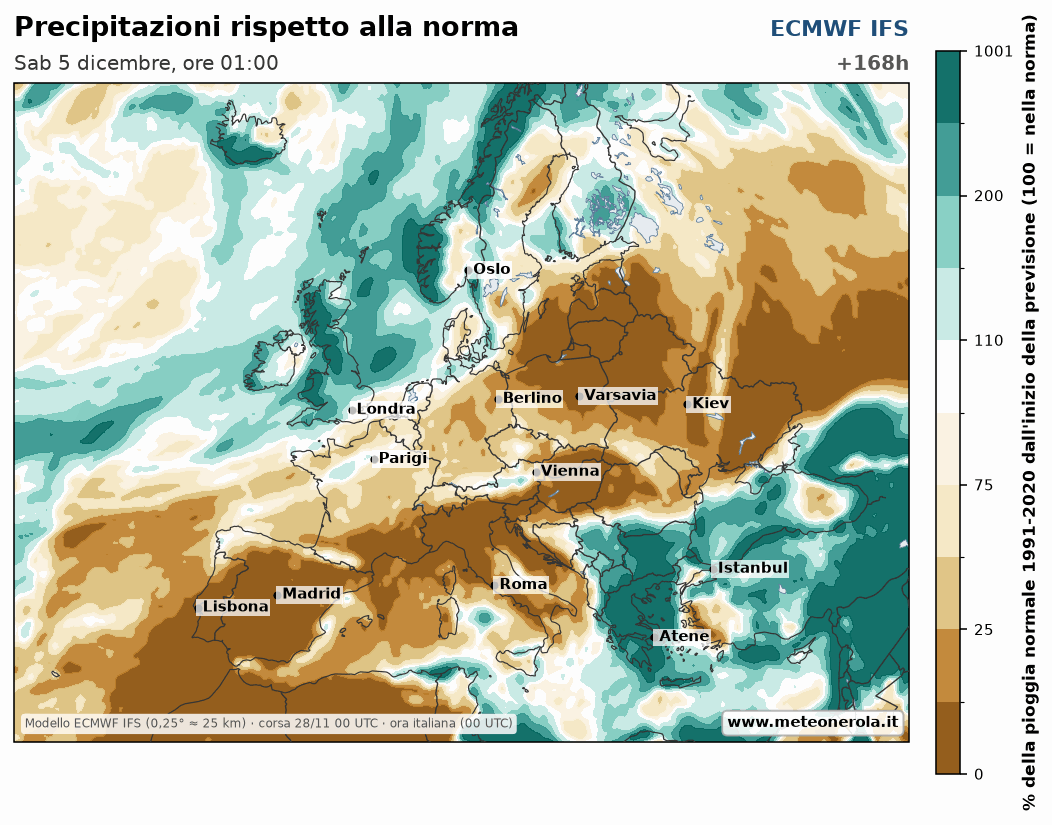 Precipitazioni rispetto alla norma
ECMWF IFS
Sab 5 dicembre, ore 01:00
+168h
1001
200
110
75
25
0
% della pioggia normale 1991-2020 dall'inizio della previsione (100 = nella norma)
Oslo
Londra
Berlino
Varsavia
Kiev
Parigi
Vienna
Istanbul
Roma
Madrid
Lisbona
Atene
Modello ECMWF IFS (0,25° ≈ 25 km) · corsa 28/11 00 UTC · ora italiana (00 UTC)
www.meteonerola.it